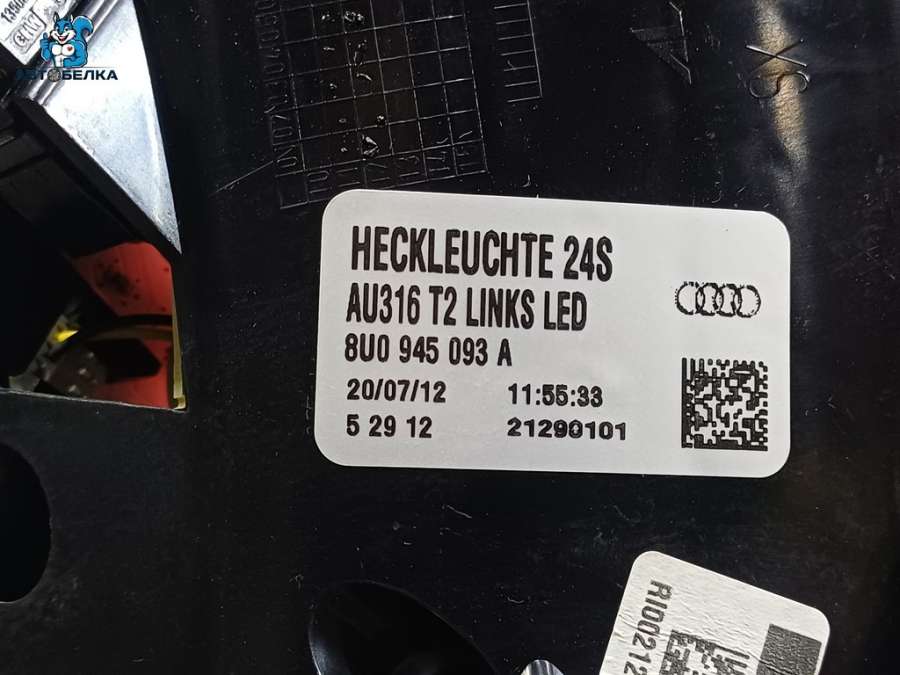 АВТОБЕЛКА
HECKLEUCHTE 24S
AU316 T2 LINKS LED
8U0 945 093 A
20/07/12 11:55:33
5 29 12 21290101